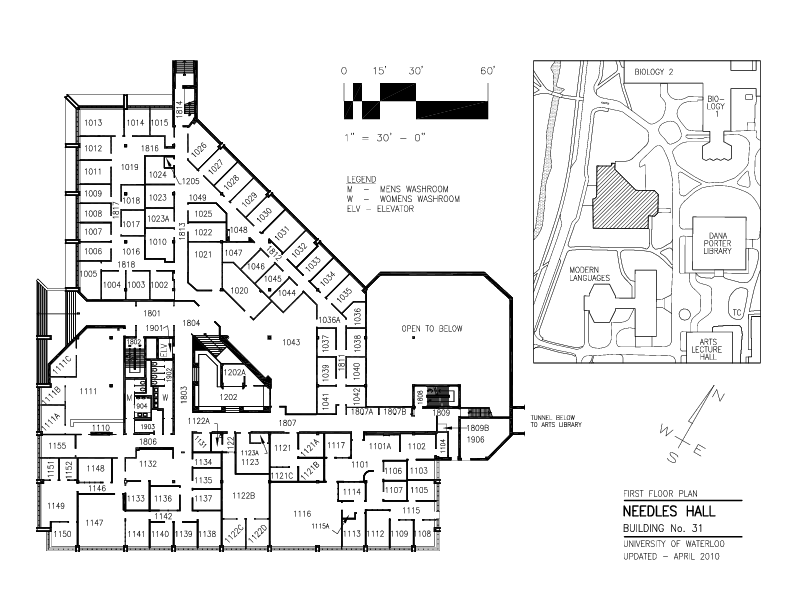 0 15' 30' 60'
1" = 30' - 0"
LEGEND
M - MENS WASHROOM
W - WOMENS WASHROOM
ELV - ELEVATOR
BIOLOGY 2
BIO-
LOGY
1
DANA
PORTER
LIBRARY
MODERN
LANGUAGES
TC
ARTS
LECTURE
HALL
1814
1013 1014 1015
1012 1816
1026
1011 1019 1024
1027
1205
1028
1009 1018 1023 1049
1029
1008 1817 1023A 1025
1030
1007 1017 1813 1022 1048
1031
1006 1016 1010 1021 1047
1032
1818 1046
1033
1005 1045
1034
1004 1003 1002 1020 1044
1035
1801 1804 1036A 1036
OPEN TO BELOW
1901 1043 1037 1038
1802 ELV
1811
1111C 1902 1202A 1039 1040
1111 1803 1202 1041 1042
1111B M W 1904
1808
1111A 1903 1807A 1807B 1809
1110 1122A 1807 1809B
TUNNEL BELOW
TO ARTS LIBRARY
1806 1131 1122 1906
1155 1123A 1121 1121A 1117 1101A 1102 1104
1151 1152 1148 1132 1134 1123 1121B 1101 1106 1103
1146 1135 1121C
1149 1133 1136 1137 1122B 1114 1107 1105
1147 1142 1116 1115
1115A
1150 1141 1140 1139 1138 1122C 1122D 1113 1112 1109 1108
N
W E
S
FIRST FLOOR PLAN
NEEDLES HALL
BUILDING No. 31
UNIVERSITY OF WATERLOO
UPDATED - APRIL 2010